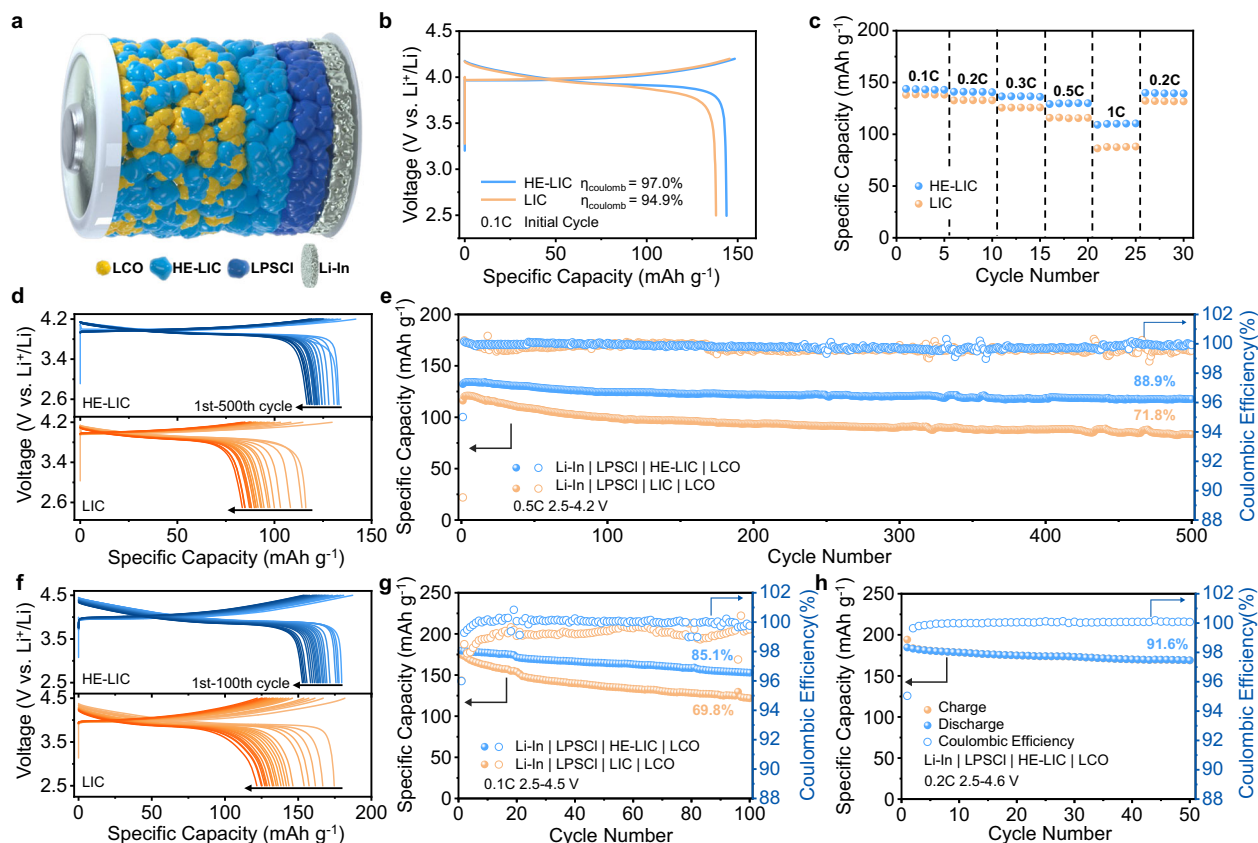 a
LCO HE-LIC LPSCl Li-In
b
4.5
4.0
3.5
3.0
2.5
Voltage (V vs. Li⁺/Li)
HE-LIC ηcoulomb = 97.0%
LIC ηcoulomb = 94.9%
0.1C Initial Cycle
0 50 100 150
Specific Capacity (mAh g⁻¹)
c
200
150
100
50
0
Specific Capacity (mAh g⁻¹)
0.1C 0.2C 0.3C 0.5C 1C 0.2C
HE-LIC
LIC
0 5 10 15 20 25 30
Cycle Number
d
4.2
3.4
2.6
4.2
3.4
2.6
Voltage (V vs. Li⁺/Li)
HE-LIC
1st-500th cycle
LIC
0 50 100 150
Specific Capacity (mAh g⁻¹)
e
200
150
100
75
50
25
0
Specific Capacity (mAh g⁻¹)
102
100
98
96
94
92
90
88
Coulombic Efficiency(%)
88.9%
71.8%
Li-In | LPSCl | HE-LIC | LCO
Li-In | LPSCl | LIC | LCO
0.5C 2.5-4.2 V
0 100 200 300 400 500
Cycle Number
f
4.5
3.5
2.5
4.5
3.5
2.5
Voltage (V vs. Li⁺/Li)
HE-LIC
1st-100th cycle
LIC
0 50 100 150 200
Specific Capacity (mAh g⁻¹)
g
250
200
150
100
50
0
Specific Capacity (mAh g⁻¹)
102
100
98
96
94
92
90
88
Coulombic Efficiency(%)
85.1%
69.8%
Li-In | LPSCl | HE-LIC | LCO
Li-In | LPSCl | LIC | LCO
0.1C 2.5-4.5 V
0 20 40 60 80 100
Cycle Number
h
250
200
150
100
50
0
Specific Capacity (mAh g⁻¹)
102
100
98
96
94
92
90
88
Coulombic Efficiency(%)
91.6%
Charge
Discharge
Coulombic Efficiency
Li-In | LPSCl | HE-LIC | LCO
0.2C 2.5-4.6 V
0 10 20 30 40 50
Cycle Number